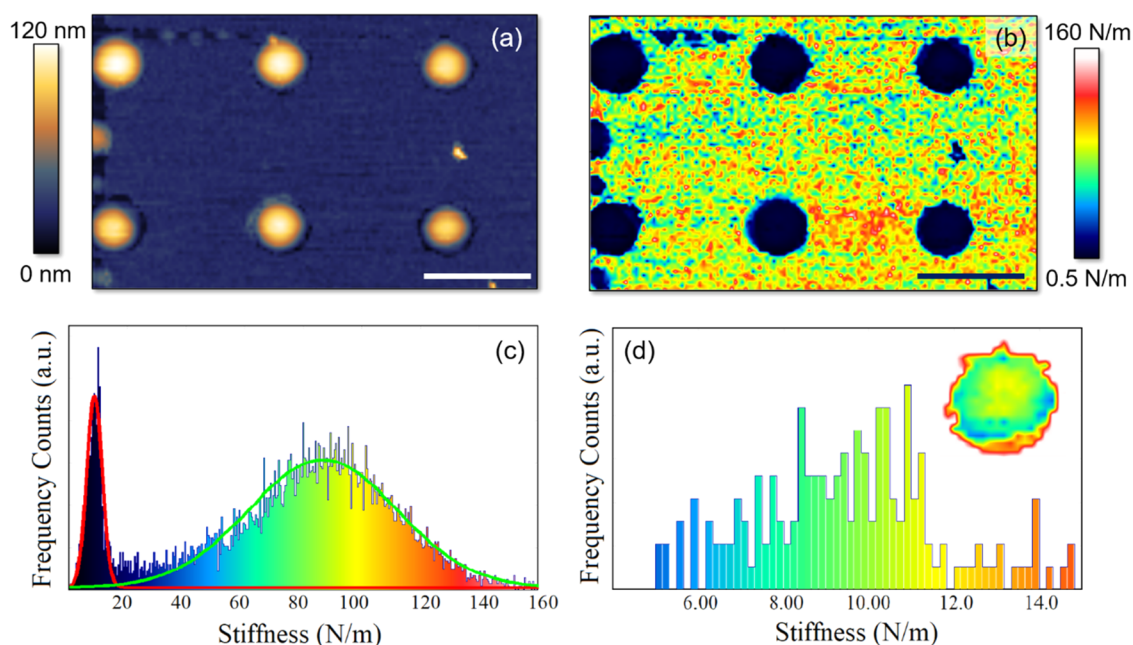 120 nm
(a)
0 nm
(b)
160 N/m
0.5 N/m
Frequency Counts (a.u.)
(c)
20 40 60 80 100 120 140 160
Stiffness (N/m)
Frequency Counts (a.u.)
(d)
6.00 8.00 10.00 12.0 14.0
Stiffness (N/m)